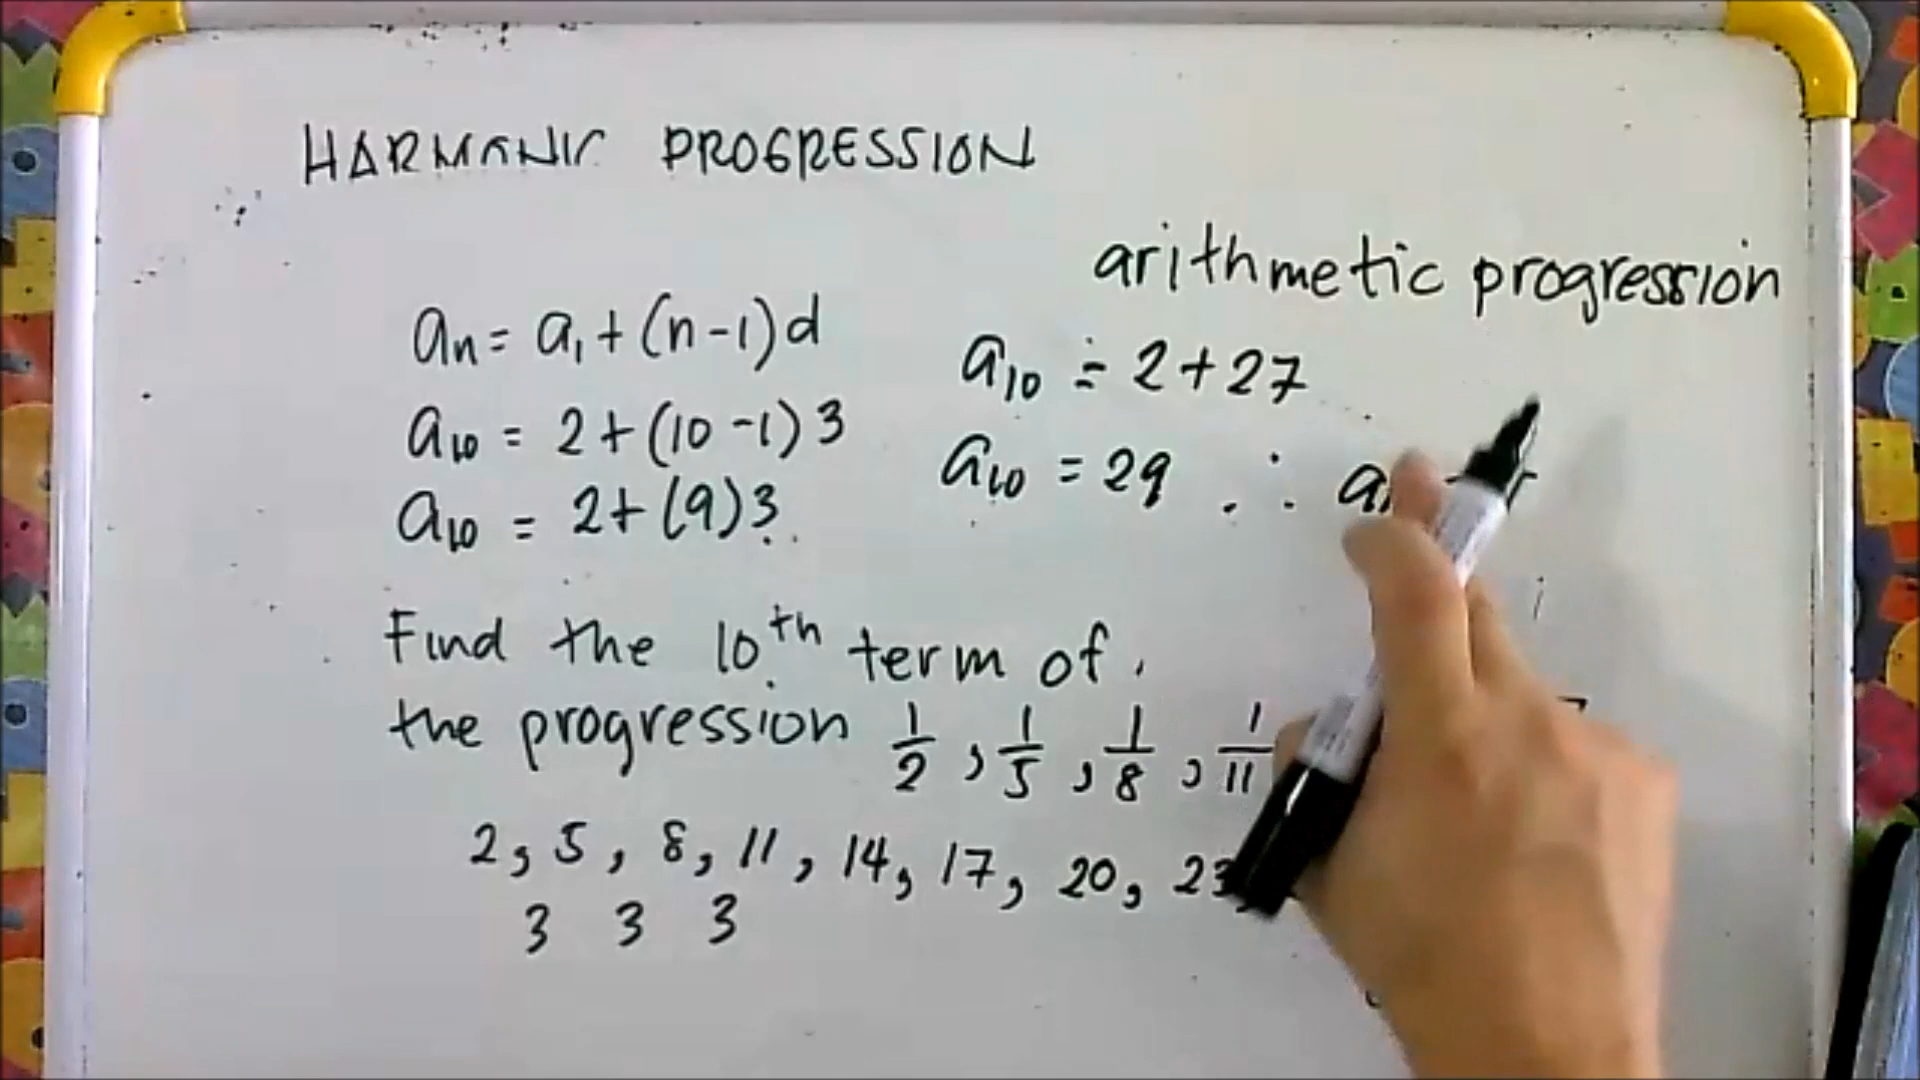 HARMONIC PROGRESSION
arithmetic progression
an = a1 + (n-1)d
a10 = 2+(10-1)3
a10 = 2+(9)3
a10 = 2+27
a10 = 29 ∴ a
Find the 10th term of
the progression 1/2, 1/5, 1/8, 1/11
2, 5, 8, 11, 14, 17, 20, 23
3 3 3